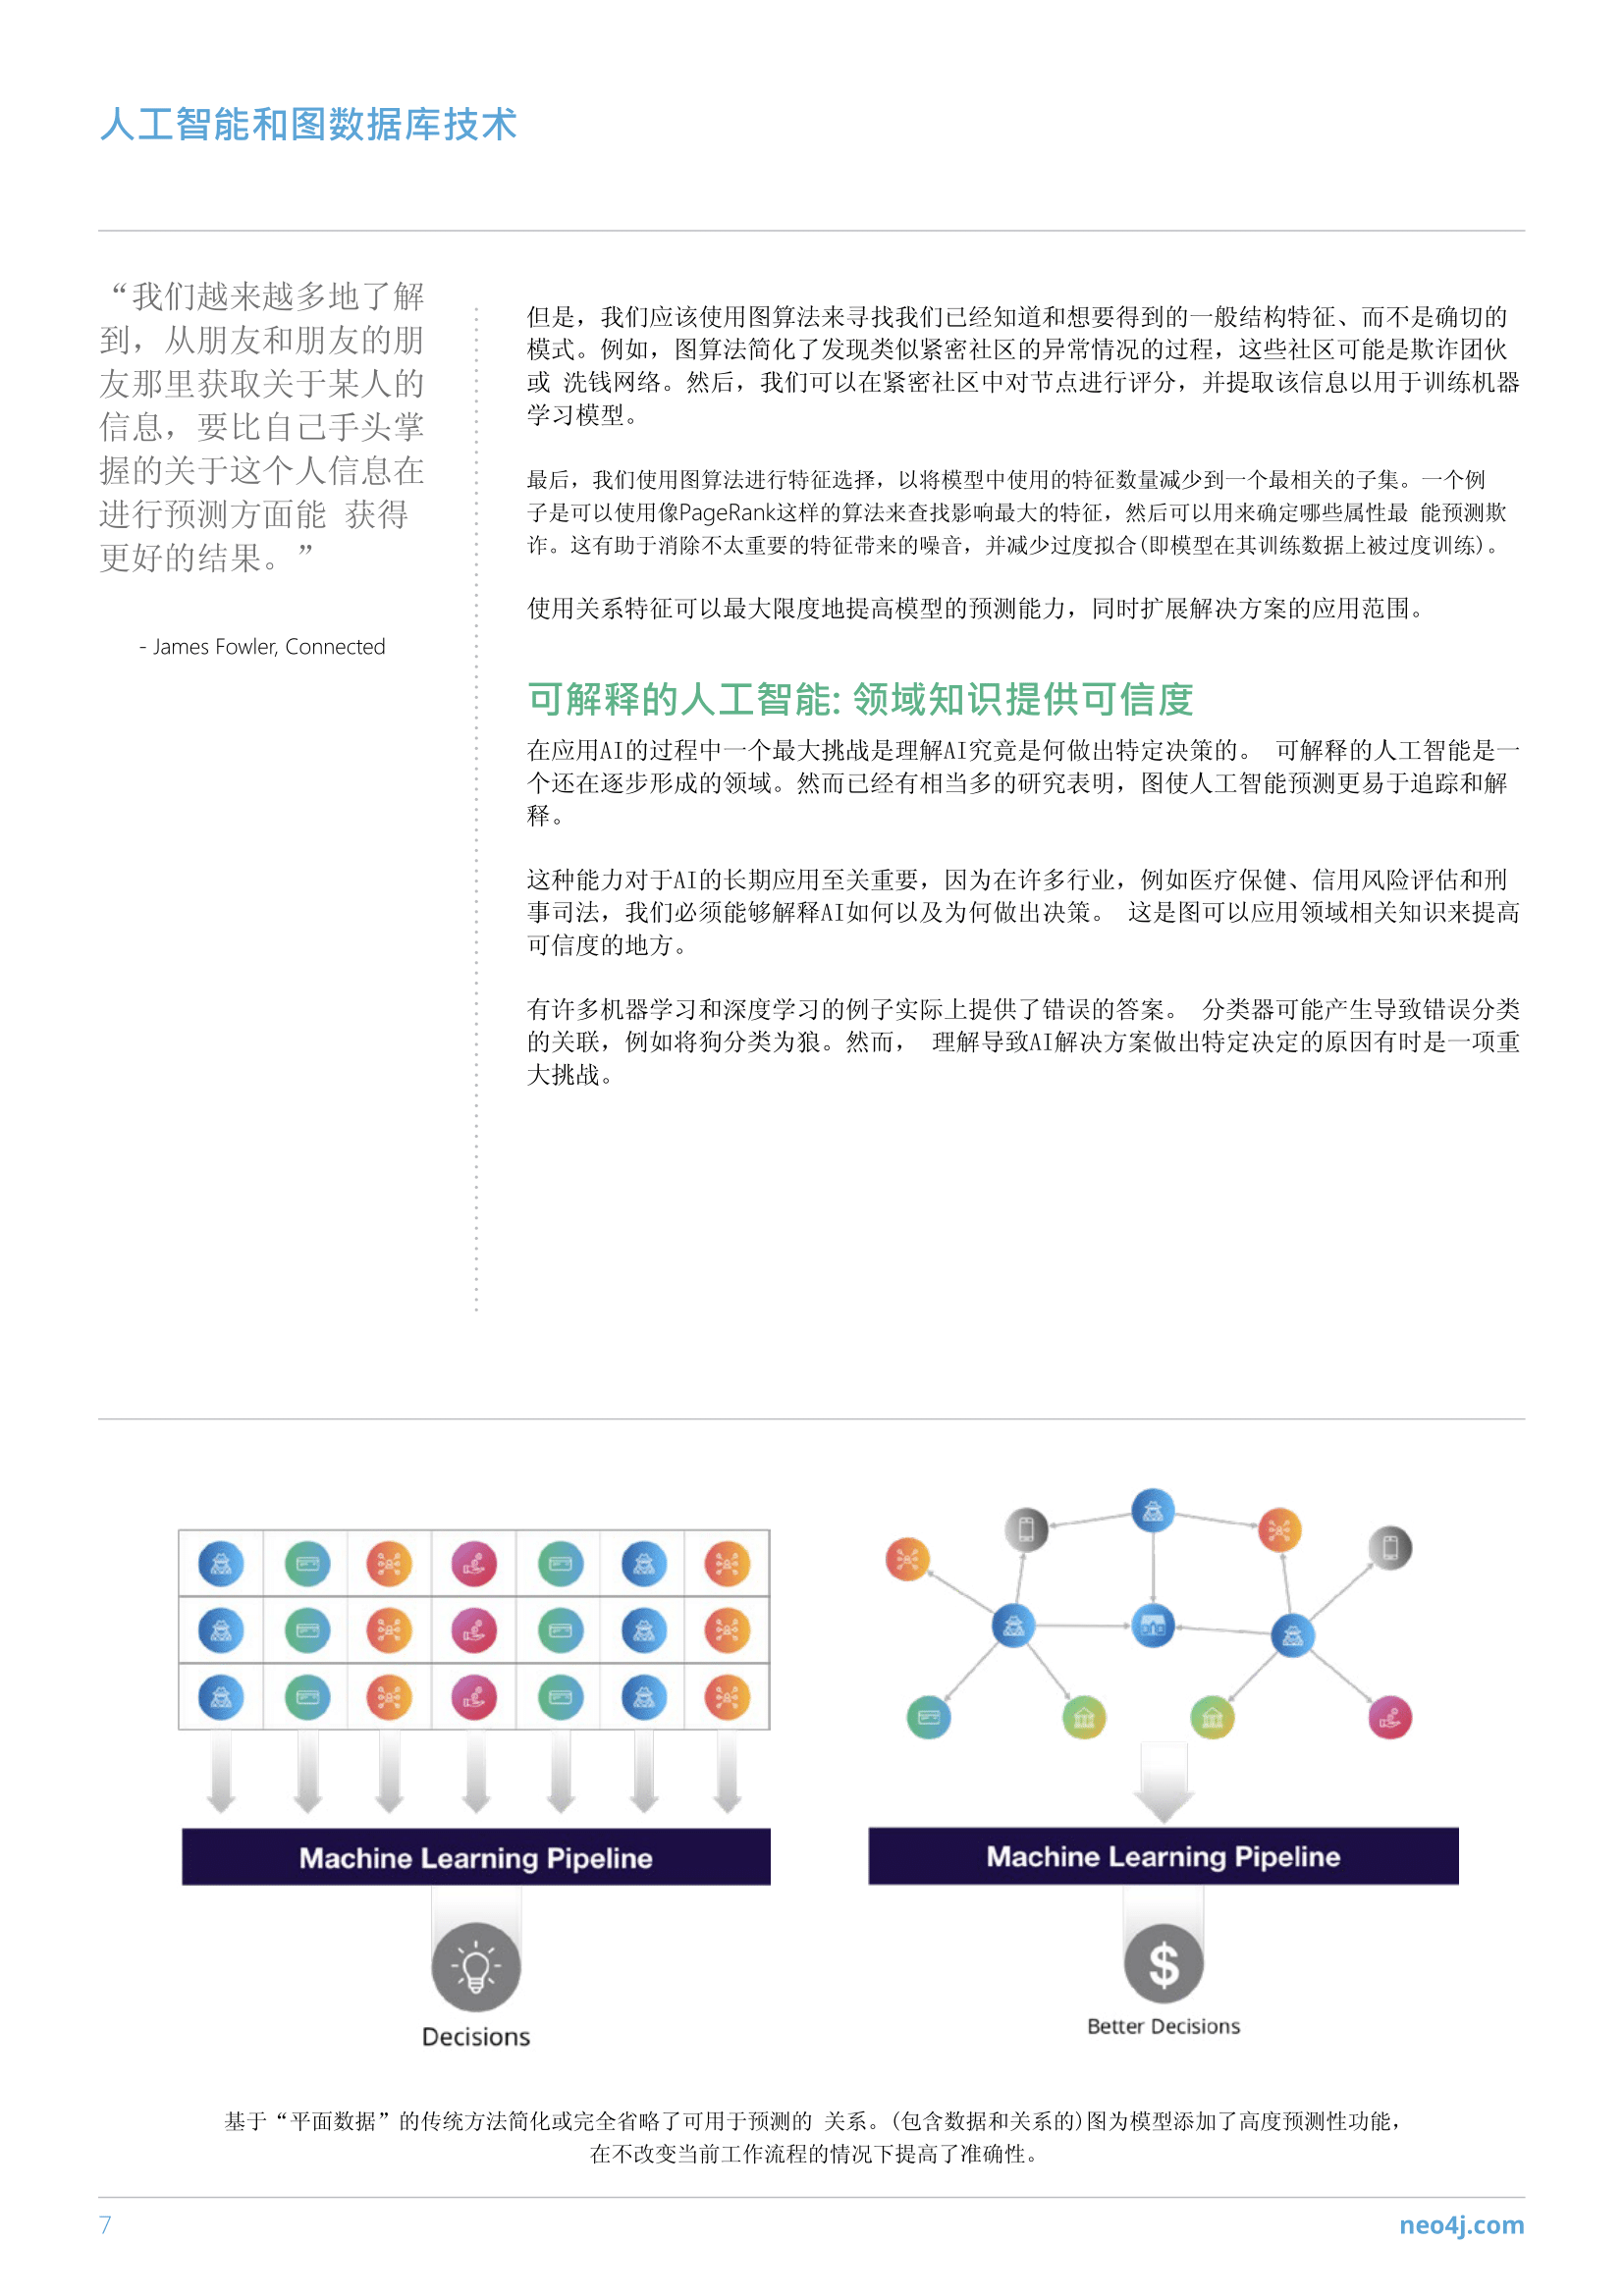 人工智能和图数据库技术
“我们越来越多地了解
到，从朋友和朋友的朋
友那里获取关于某人的
信息，要比自己手头掌
握的关于这个人信息在
进行预测方面能 获得
更好的结果。”
- James Fowler, Connected
但是，我们应该使用图算法来寻找我们已经知道和想要得到的一般结构特征、而不是确切的
模式。例如，图算法简化了发现类似紧密社区的异常情况的过程，这些社区可能是欺诈团伙
或 洗钱网络。然后，我们可以在紧密社区中对节点进行评分，并提取该信息以用于训练机器
学习模型。
最后，我们使用图算法进行特征选择，以将模型中使用的特征数量减少到一个最相关的子集。一个例
子是可以使用像PageRank这样的算法来查找影响最大的特征，然后可以用来确定哪些属性最 能预测欺
诈。这有助于消除不太重要的特征带来的噪音，并减少过度拟合(即模型在其训练数据上被过度训练)。
使用关系特征可以最大限度地提高模型的预测能力，同时扩展解决方案的应用范围。
可解释的人工智能: 领域知识提供可信度
在应用AI的过程中一个最大挑战是理解AI究竟是何做出特定决策的。 可解释的人工智能是一
个还在逐步形成的领域。然而已经有相当多的研究表明，图使人工智能预测更易于追踪和解
释。
这种能力对于AI的长期应用至关重要，因为在许多行业，例如医疗保健、信用风险评估和刑
事司法，我们必须能够解释AI如何以及为何做出决策。 这是图可以应用领域相关知识来提高
可信度的地方。
有许多机器学习和深度学习的例子实际上提供了错误的答案。 分类器可能产生导致错误分类
的关联，例如将狗分类为狼。然而， 理解导致AI解决方案做出特定决定的原因有时是一项重
大挑战。
Machine Learning Pipeline
Decisions
Machine Learning Pipeline
$
Better Decisions
基于“平面数据”的传统方法简化或完全省略了可用于预测的 关系。(包含数据和关系的)图为模型添加了高度预测性功能，
在不改变当前工作流程的情况下提高了准确性。
7
neo4j.com